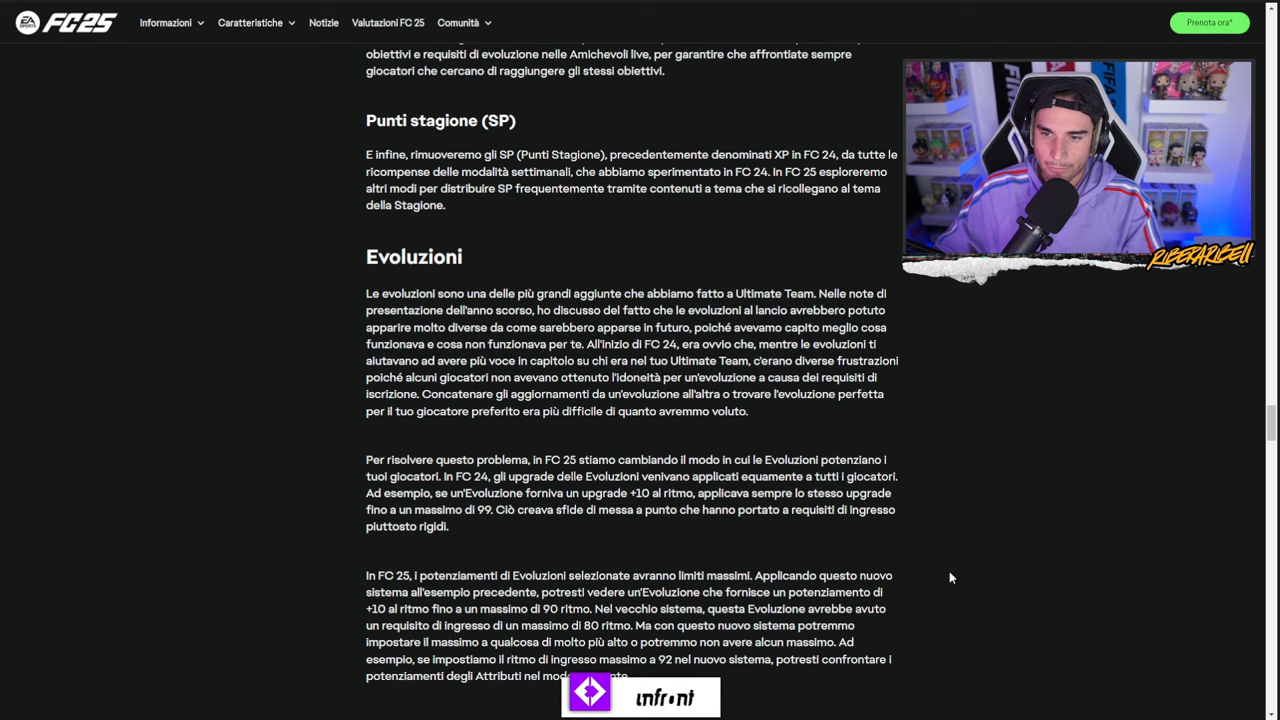 EA SPORTS FC25 Informazioni Caratteristiche Notizie Valutazioni FC 25 Comunità Prenota ora*
obiettivi e requisiti di evoluzione nelle Amichevoli live, per garantire che affrontiate sempre
giocatori che cercano di raggiungere gli stessi obiettivi.
Punti stagione (SP)
E infine, rimuoveremo gli SP (Punti Stagione), precedentemente denominati XP in FC 24, da tutte le
ricompense delle modalità settimanali, che abbiamo sperimentato in FC 24. In FC 25 esploreremo
altri modi per distribuire SP frequentemente tramite contenuti a tema che si ricollegano al tema
della Stagione.
RIBERARIBELL
Evoluzioni
Le evoluzioni sono una delle più grandi aggiunte che abbiamo fatto a Ultimate Team. Nelle note di
presentazione dell'anno scorso, ho discusso del fatto che le evoluzioni al lancio avrebbero potuto
apparire molto diverse da come sarebbero apparse in futuro, poiché avevamo capito meglio cosa
funzionava e cosa non funzionava per te. All'inizio di FC 24, era ovvio che, mentre le evoluzioni ti
aiutavano ad avere più voce in capitolo su chi era nel tuo Ultimate Team, c'erano diverse frustrazioni
poiché alcuni giocatori non avevano ottenuto l'idoneità per un'evoluzione a causa dei requisiti di
iscrizione. Concatenare gli aggiornamenti da un'evoluzione all'altra o trovare l'evoluzione perfetta
per il tuo giocatore preferito era più difficile di quanto avremmo voluto.
Per risolvere questo problema, in FC 25 stiamo cambiando il modo in cui le Evoluzioni potenziano i
tuoi giocatori. In FC 24, gli upgrade delle Evoluzioni venivano applicati equamente a tutti i giocatori.
Ad esempio, se un'Evoluzione forniva un upgrade +10 al ritmo, applicava sempre lo stesso upgrade
fino a un massimo di 99. Ciò creava sfide di messa a punto che hanno portato a requisiti di ingresso
piuttosto rigidi.
In FC 25, i potenziamenti di Evoluzioni selezionate avranno limiti massimi. Applicando questo nuovo
sistema all'esempio precedente, potresti vedere un'Evoluzione che fornisce un potenziamento di
+10 al ritmo fino a un massimo di 90 ritmo. Nel vecchio sistema, questa Evoluzione avrebbe avuto
un requisito di ingresso di un massimo di 80 ritmo. Ma con questo nuovo sistema potremmo
impostare il massimo a qualcosa di molto più alto o potremmo non avere alcun massimo. Ad
esempio, se impostiamo il ritmo di ingresso massimo a 92 nel nuovo sistema, potresti confrontare i
potenziamenti degli Attributi nel
infront